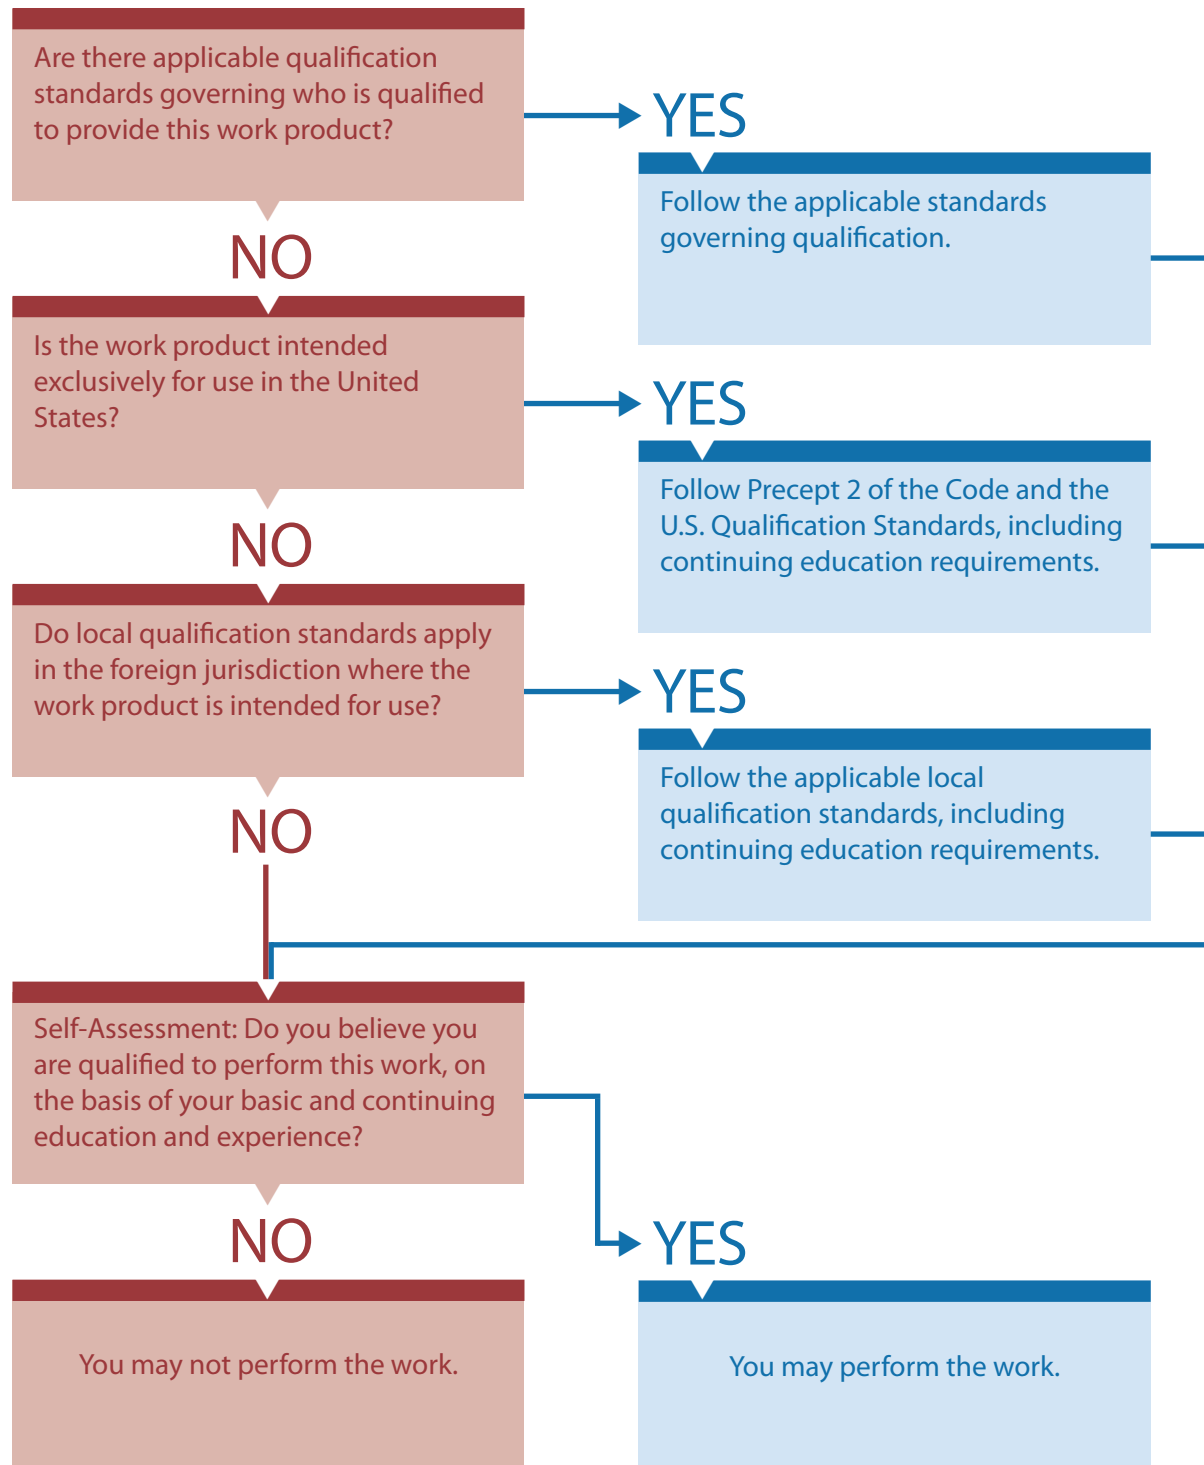 Are there applicable qualification
standards governing who is qualified
to provide this work product?
YES
Follow the applicable standards
governing qualification.
NO
Is the work product intended
exclusively for use in the United
States?
YES
Follow Precept 2 of the Code and the
U.S. Qualification Standards, including
continuing education requirements.
NO
Do local qualification standards apply
in the foreign jurisdiction where the
work product is intended for use?
YES
Follow the applicable local
qualification standards, including
continuing education requirements.
NO
Self-Assessment: Do you believe you
are qualified to perform this work, on
the basis of your basic and continuing
education and experience?
NO
You may not perform the work.
YES
You may perform the work.